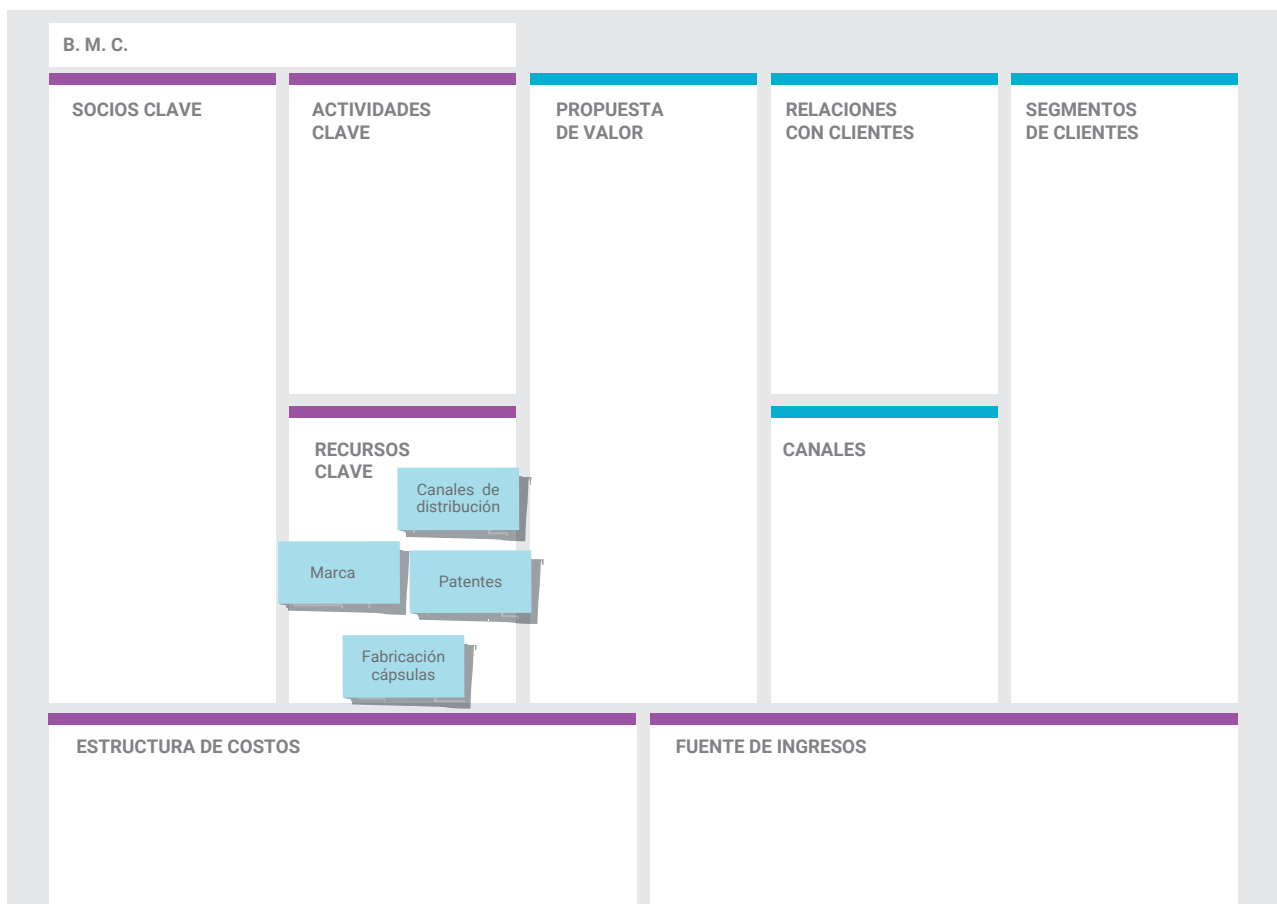 B. M. C.
SOCIOS CLAVE
ACTIVIDADES
CLAVE
PROPUESTA
DE VALOR
RELACIONES
CON CLIENTES
SEGMENTOS
DE CLIENTES
RECURSOS
CLAVE
Canales de
distribución
Marca
Patentes
Fabricación
cápsulas
CANALES
ESTRUCTURA DE COSTOS
FUENTE DE INGRESOS